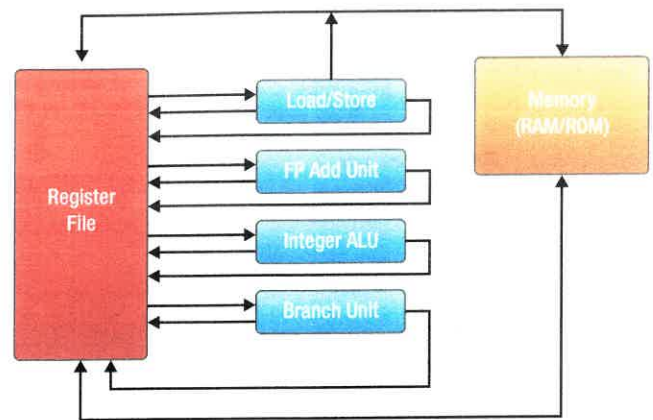 Load/Store
Memory
(RAM/ROM)
FP Add Unit
Register
File
Integer ALU
Branch Unit